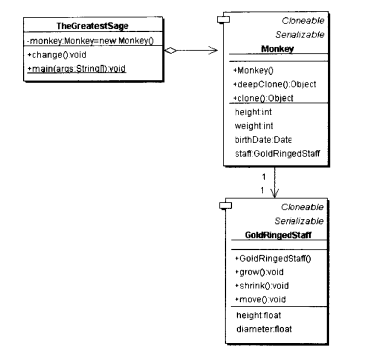 TheGreatestSage
-monkey:Monkey=new Monkey()
+change():void
+main(args:String[]):void
Cloneable
Serializable
Monkey
+Monkey()
+deepClone():Object
+clone():Object
height:int
weight:int
birthDate:Date
staff:GoldRingedStaff
1
1
Cloneable
Serializable
GoldRingedStaff
+GoldRingedStaff()
+grow():void
+shrink():void
+move():void
height:float
diameter:float